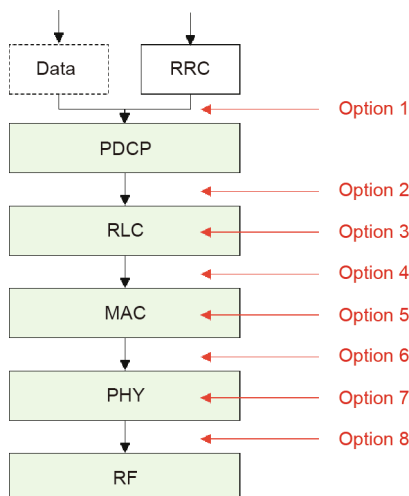 Data
RRC
Option 1
PDCP
Option 2
RLC
Option 3
Option 4
MAC
Option 5
Option 6
PHY
Option 7
Option 8
RF